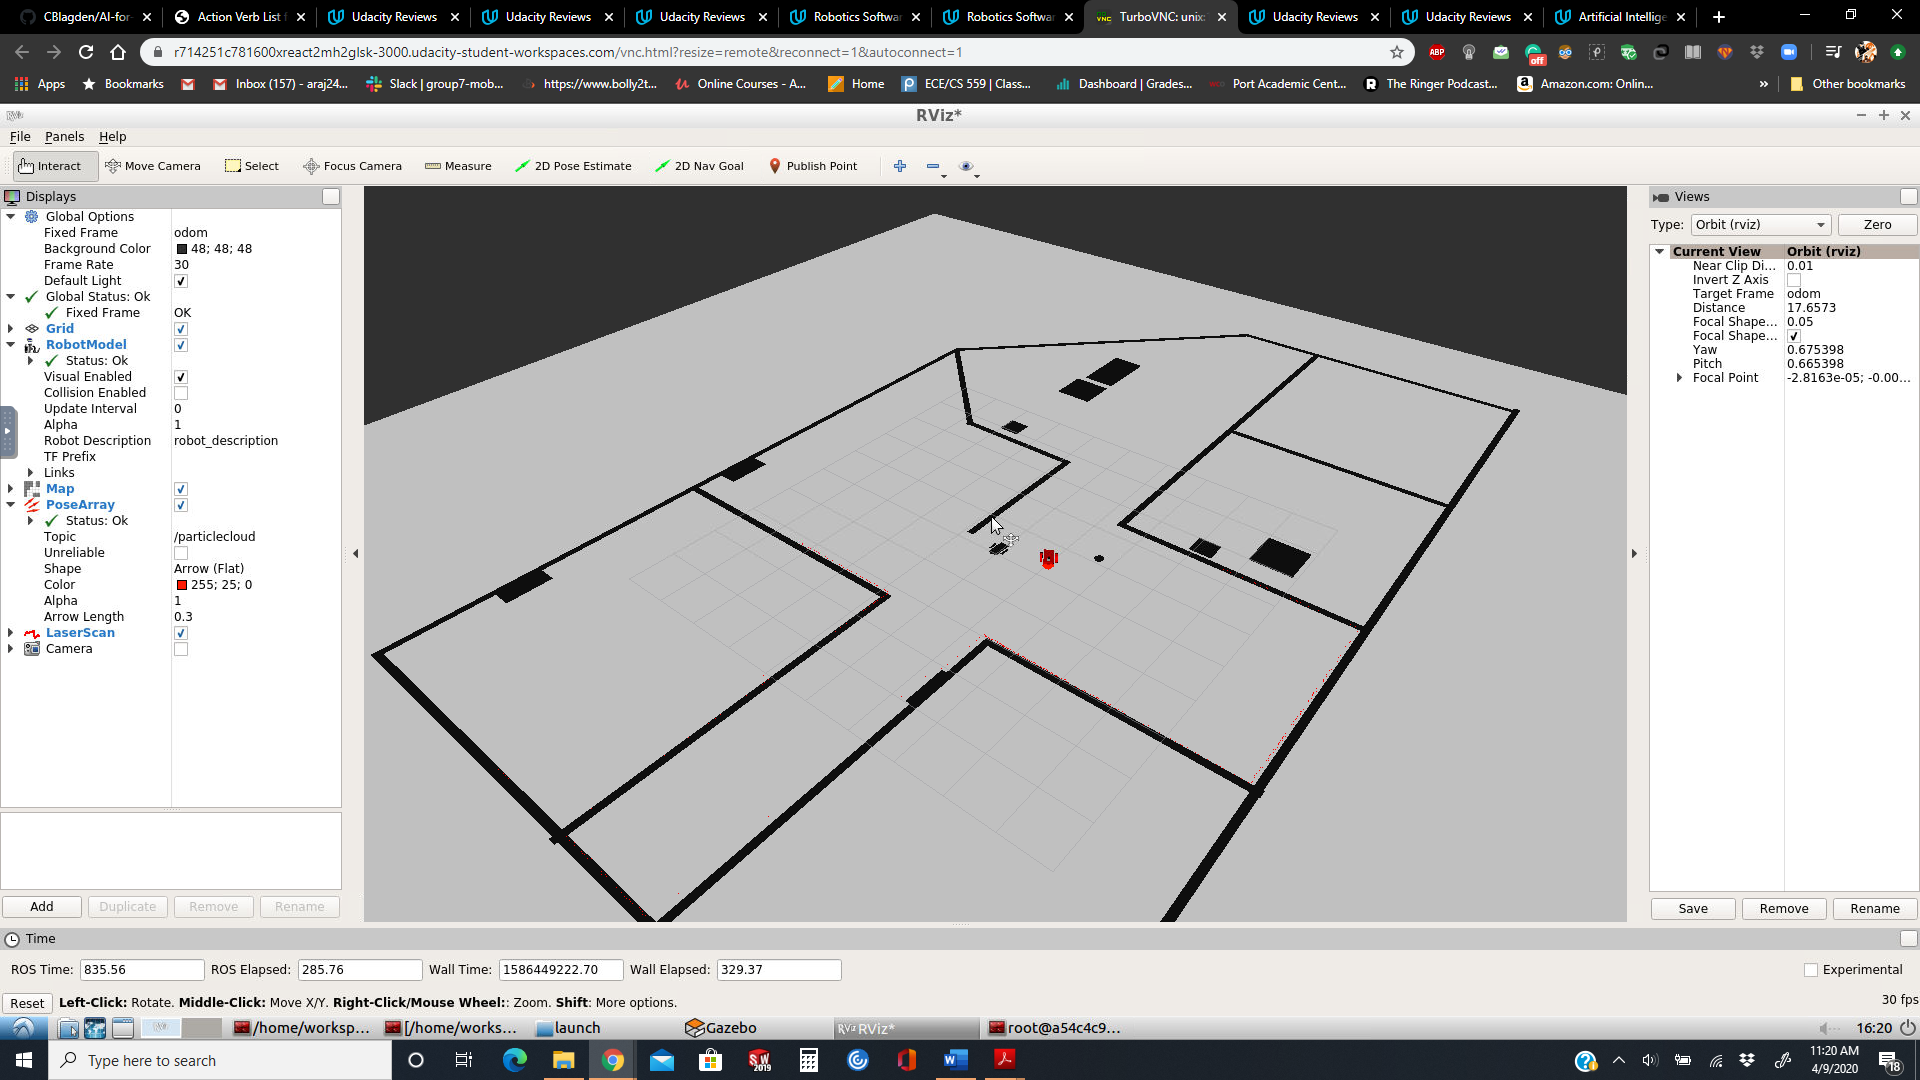 CBlagden/AI-for-
Action Verb List f
Udacity Reviews
Udacity Reviews
Udacity Reviews
Robotics Softwar
Robotics Softwar
TurboVNC: unix:
Udacity Reviews
Udacity Reviews
Artificial Intellige
r714251c781600xreact2mh2glsk-3000.udacity-student-workspaces.com/vnc.html?resize=remote&reconnect=1&autoconnect=1
ABP
off
Apps
Bookmarks
Inbox (157) - araj24...
Slack | group7-mob...
https://www.bolly2t...
Online Courses - A...
Home
ECE/CS 559 | Class...
Dashboard | Grades...
Port Academic Cent...
The Ringer Podcast...
Amazon.com: Onlin...
»
Other bookmarks
RViz*
File Panels Help
Interact Move Camera Select Focus Camera Measure 2D Pose Estimate 2D Nav Goal Publish Point
Displays
Global Options
Fixed Frame odom
Background Color 48; 48; 48
Frame Rate 30
Default Light
Global Status: Ok
Fixed Frame OK
Grid
RobotModel
Status: Ok
Visual Enabled
Collision Enabled
Update Interval 0
Alpha 1
Robot Description robot_description
TF Prefix
Links
Map
PoseArray
Status: Ok
Topic /particlecloud
Unreliable
Shape Arrow (Flat)
Color 255; 25; 0
Alpha 1
Arrow Length 0.3
LaserScan
Camera
Add Duplicate Remove Rename
Views
Type: Orbit (rviz) Zero
Current View Orbit (rviz)
Near Clip Di... 0.01
Invert Z Axis
Target Frame odom
Distance 17.6573
Focal Shape... 0.05
Focal Shape...
Yaw 0.675398
Pitch 0.665398
Focal Point -2.8163e-05; -0.00...
Save Remove Rename
Time
ROS Time: 835.56 ROS Elapsed: 285.76 Wall Time: 1586449222.70 Wall Elapsed: 329.37 Experimental
Reset Left-Click: Rotate. Middle-Click: Move X/Y. Right-Click/Mouse Wheel:: Zoom. Shift: More options. 30 fps
/home/worksp... [/home/works... launch Gazebo RViz* root@a54c4c9... 16:20
Type here to search
SW
2019
11:20 AM
4/9/2020
18